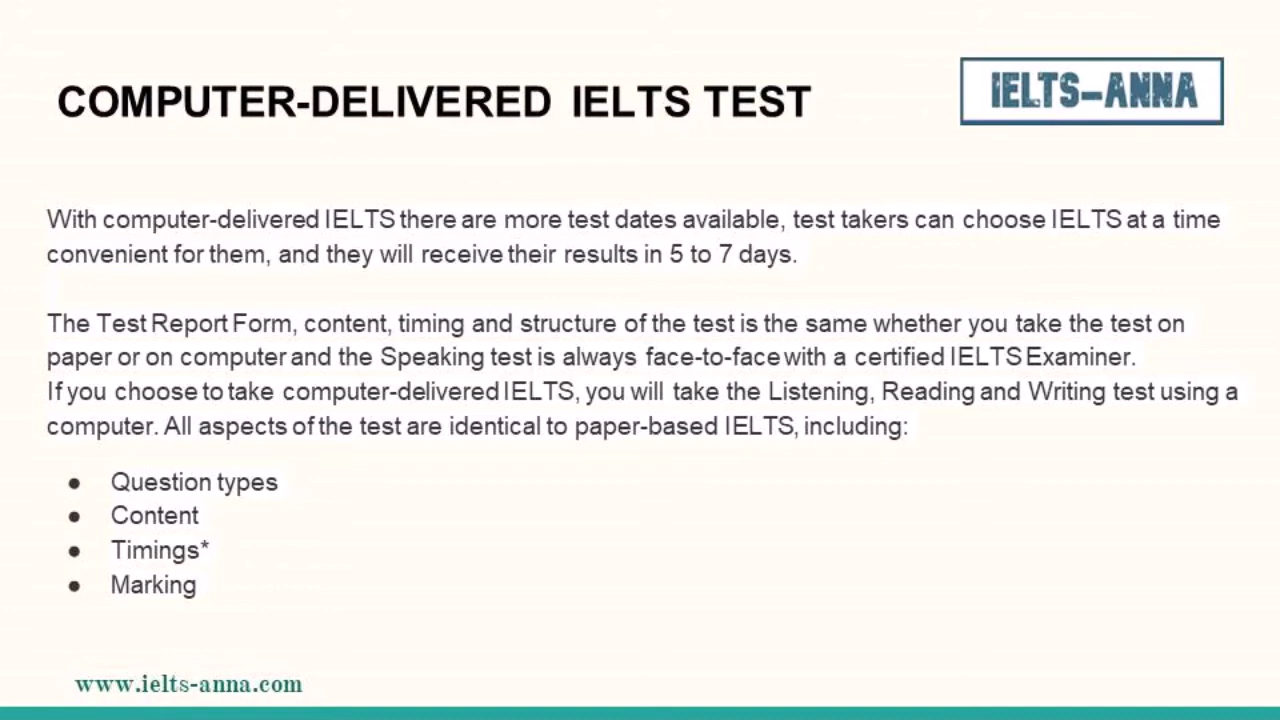 COMPUTER-DELIVERED IELTS TEST
IELTS-ANNA
With computer-delivered IELTS there are more test dates available, test takers can choose IELTS at a time
convenient for them, and they will receive their results in 5 to 7 days.
The Test Report Form, content, timing and structure of the test is the same whether you take the test on
paper or on computer and the Speaking test is always face-to-face with a certified IELTS Examiner.
If you choose to take computer-delivered IELTS, you will take the Listening, Reading and Writing test using a
computer. All aspects of the test are identical to paper-based IELTS, including:
● Question types
● Content
● Timings*
● Marking
www.ielts-anna.com